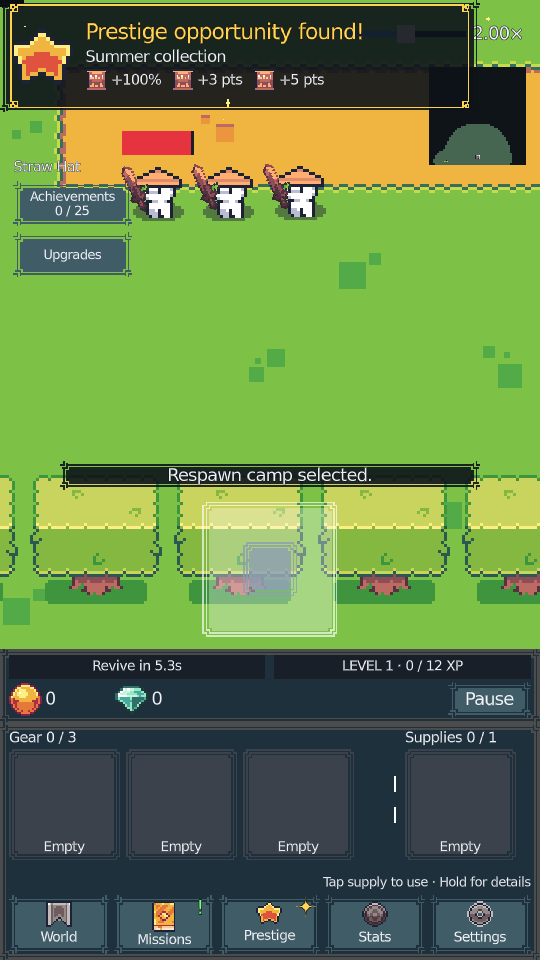 Prestige opportunity found!
Summer collection
+100% +3 pts +5 pts
2.00×
Straw Hat
Achievements
0 / 25
Upgrades
Respawn camp selected.
Revive in 5.3s
LEVEL 1 · 0 / 12 XP
0
0
Pause
Gear 0 / 3
Supplies 0 / 1
Empty
Empty
Empty
Empty
Tap supply to use · Hold for details
World
Missions
Prestige
Stats
Settings